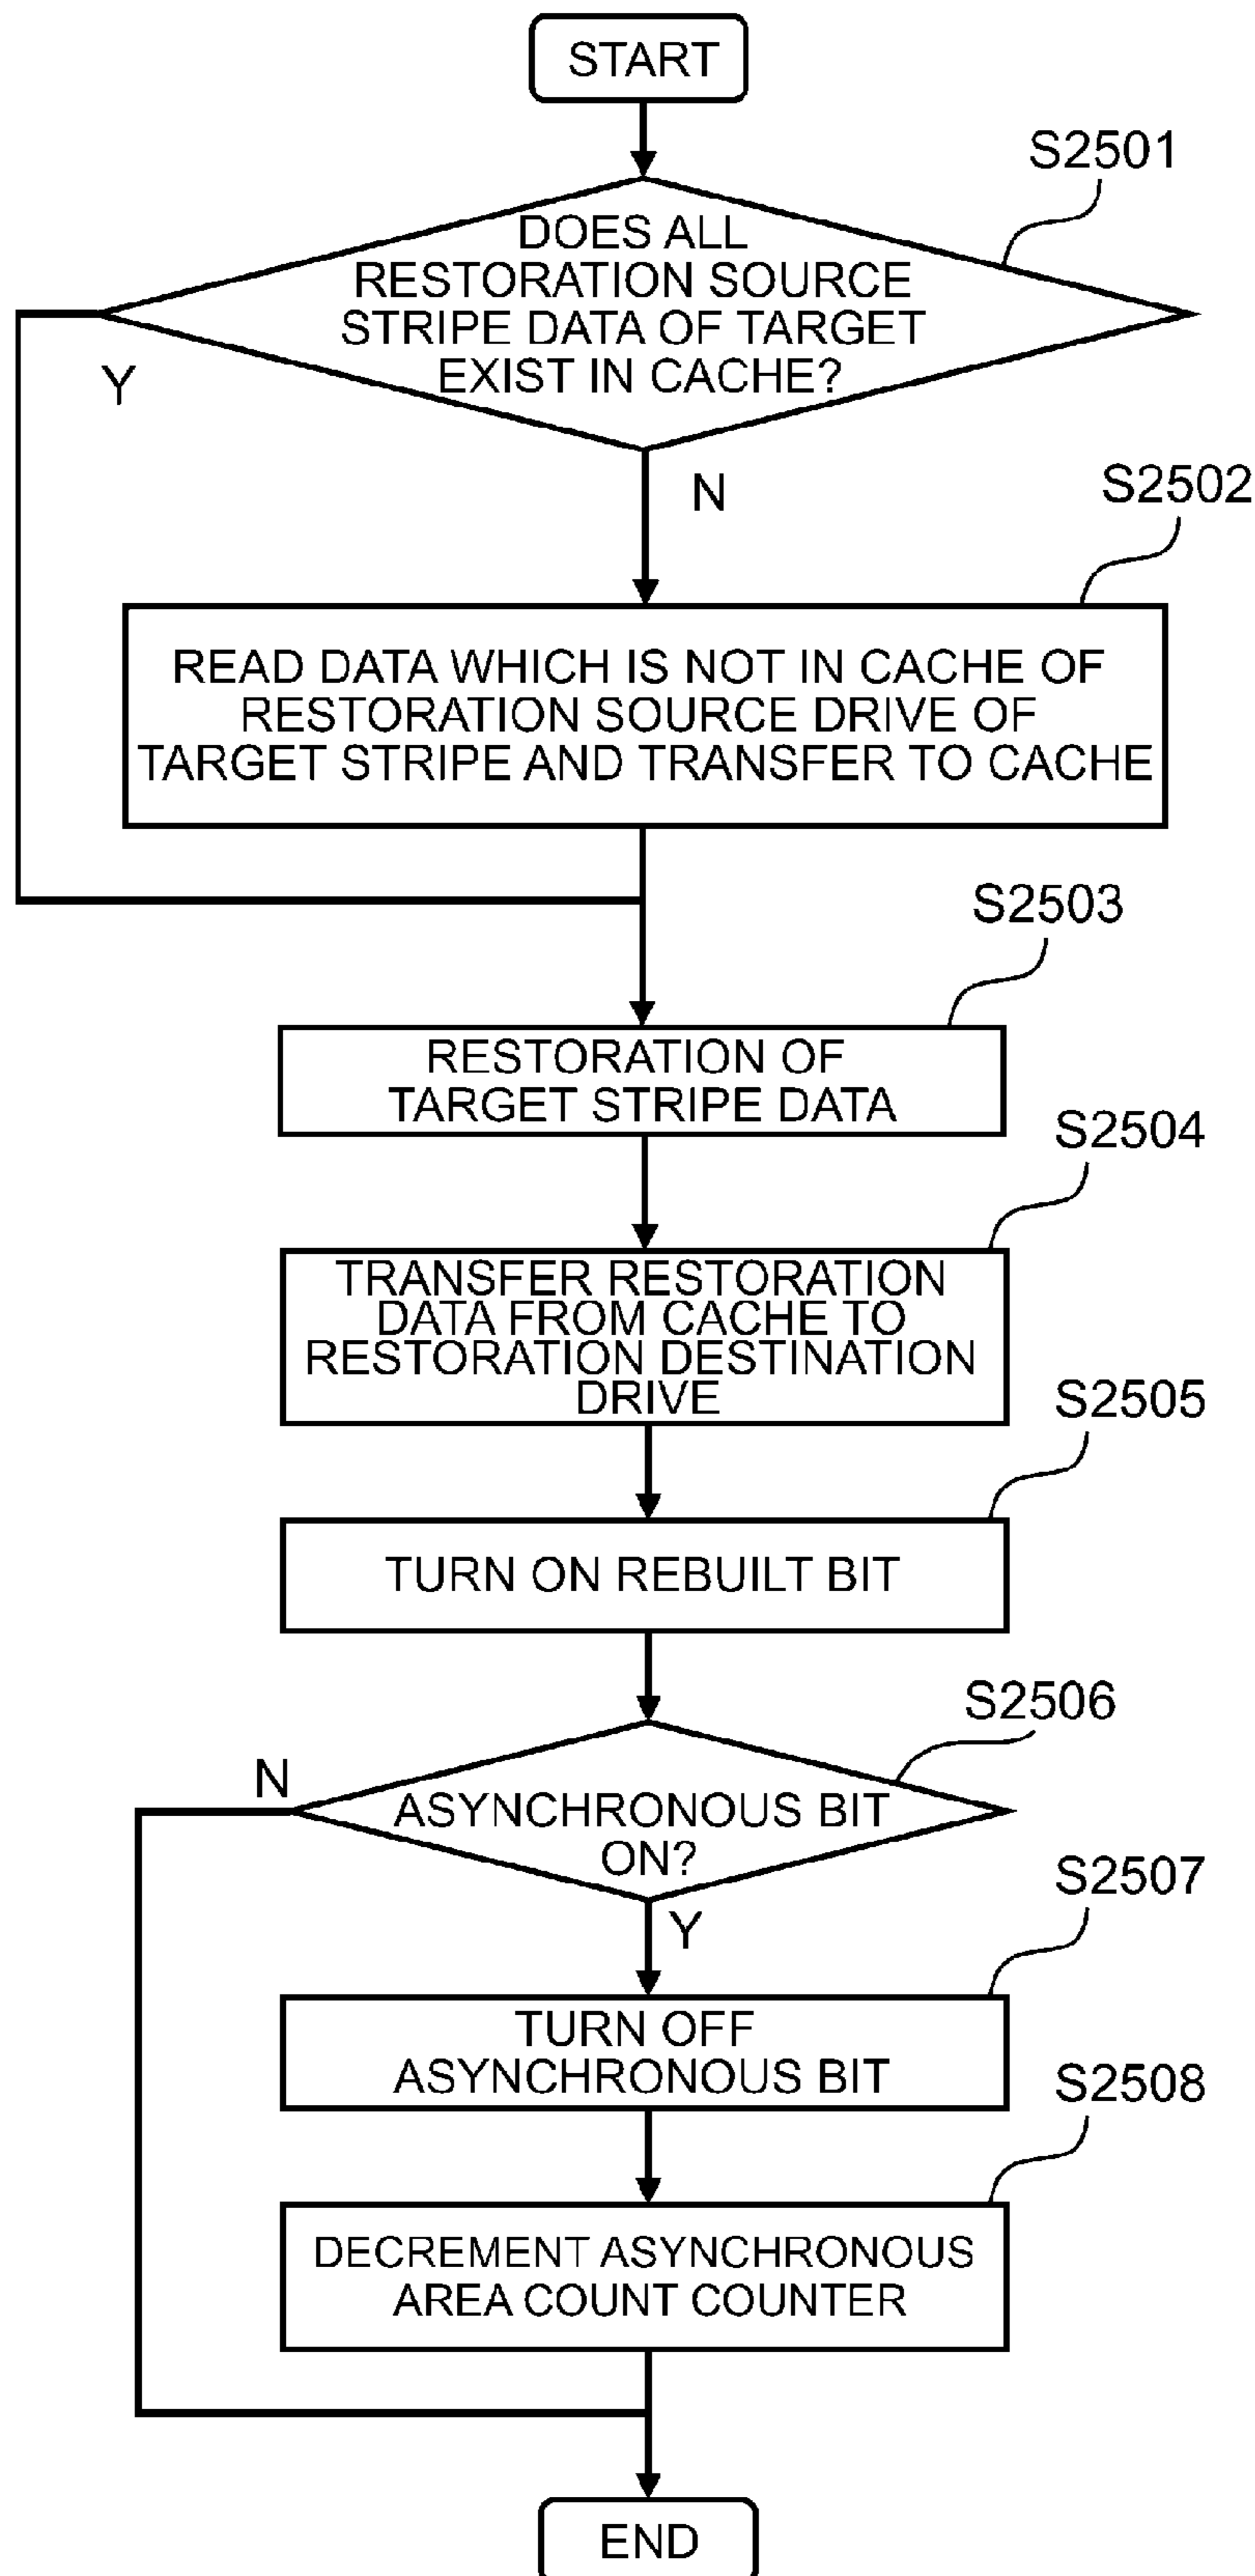 START
S2501
DOES ALL
RESTORATION SOURCE
STRIPE DATA OF TARGET
EXIST IN CACHE?
Y
N
S2502
READ DATA WHICH IS NOT IN CACHE OF
RESTORATION SOURCE DRIVE OF
TARGET STRIPE AND TRANSFER TO CACHE
S2503
RESTORATION OF
TARGET STRIPE DATA
S2504
TRANSFER RESTORATION
DATA FROM CACHE TO
RESTORATION DESTINATION
DRIVE
S2505
TURN ON REBUILT BIT
S2506
N
ASYNCHRONOUS BIT
ON?
S2507
Y
TURN OFF
ASYNCHRONOUS BIT
S2508
DECREMENT ASYNCHRONOUS
AREA COUNT COUNTER
END